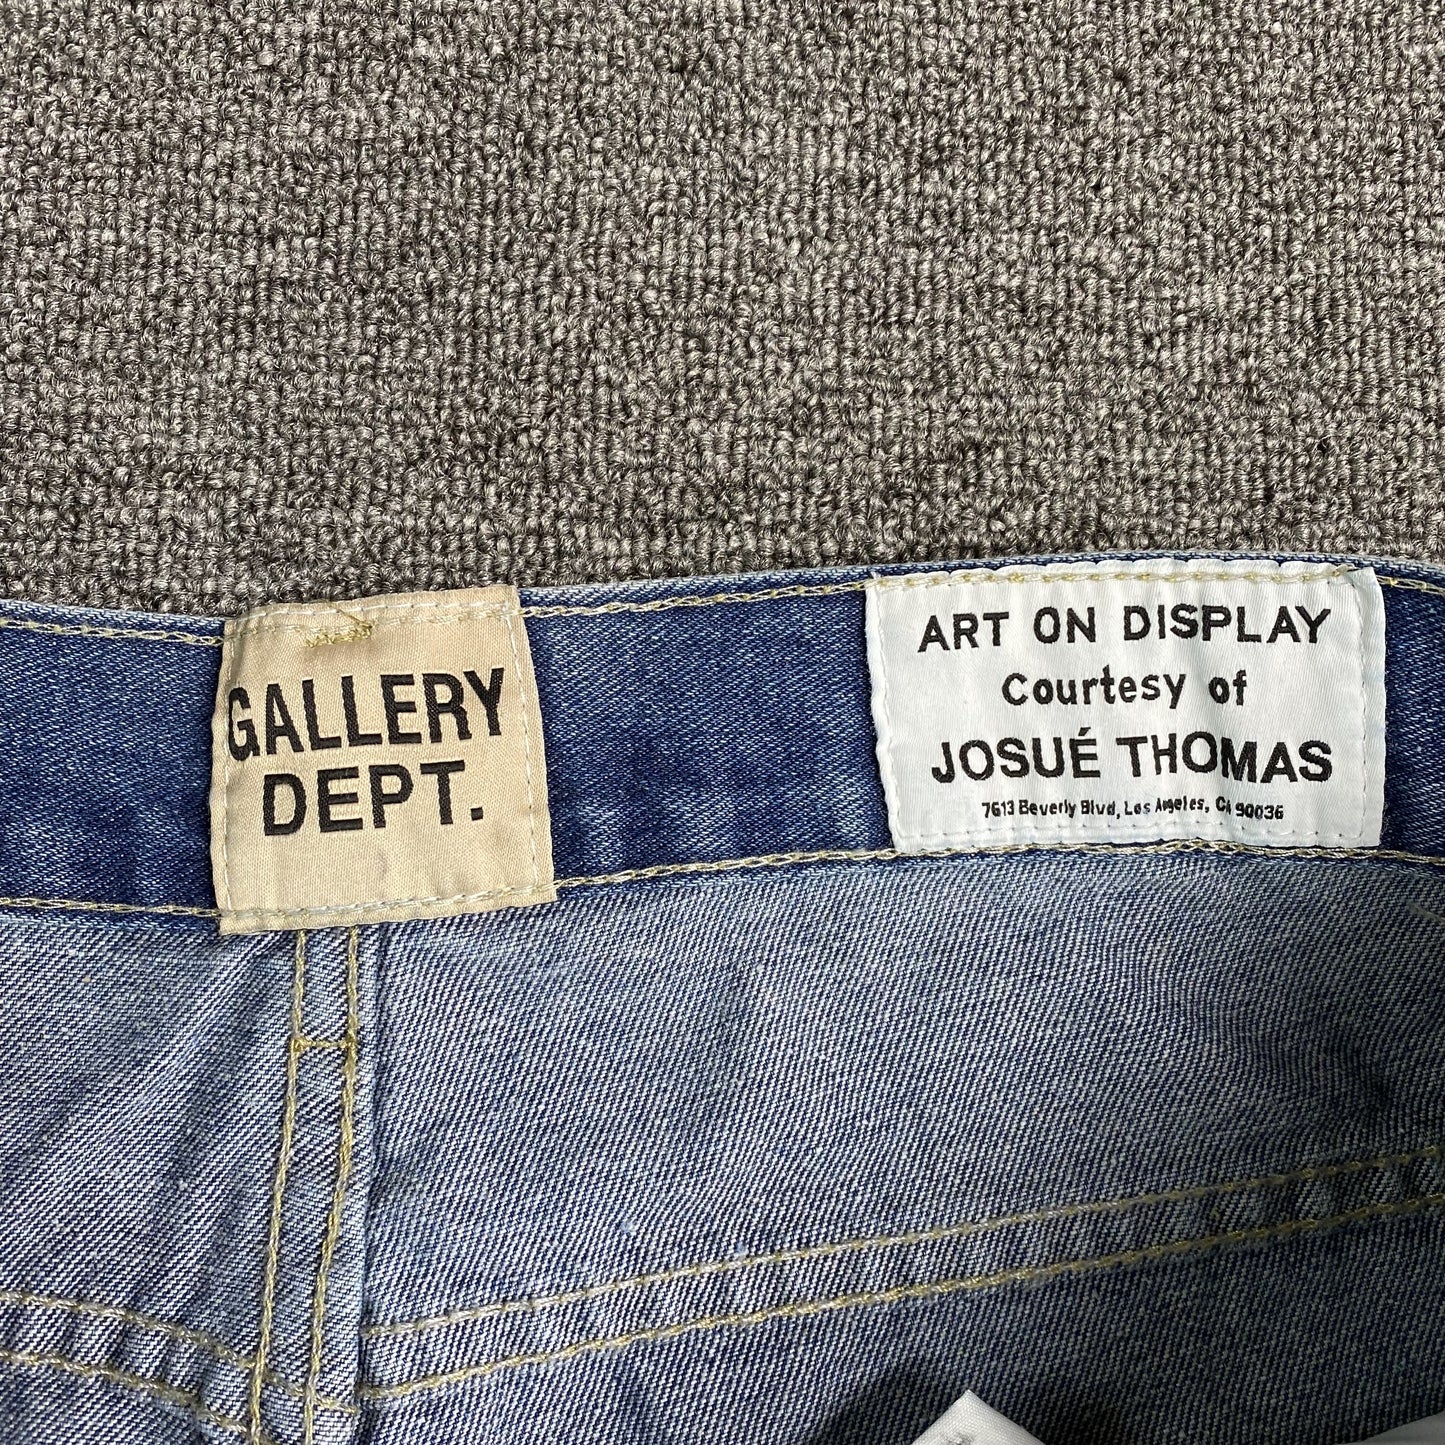 GALLERY
DEPT.
ART ON DISPLAY
Courtesy of
JOSUÉ THOMAS
7613 Beverly Blvd, Los Angeles, CA 90036